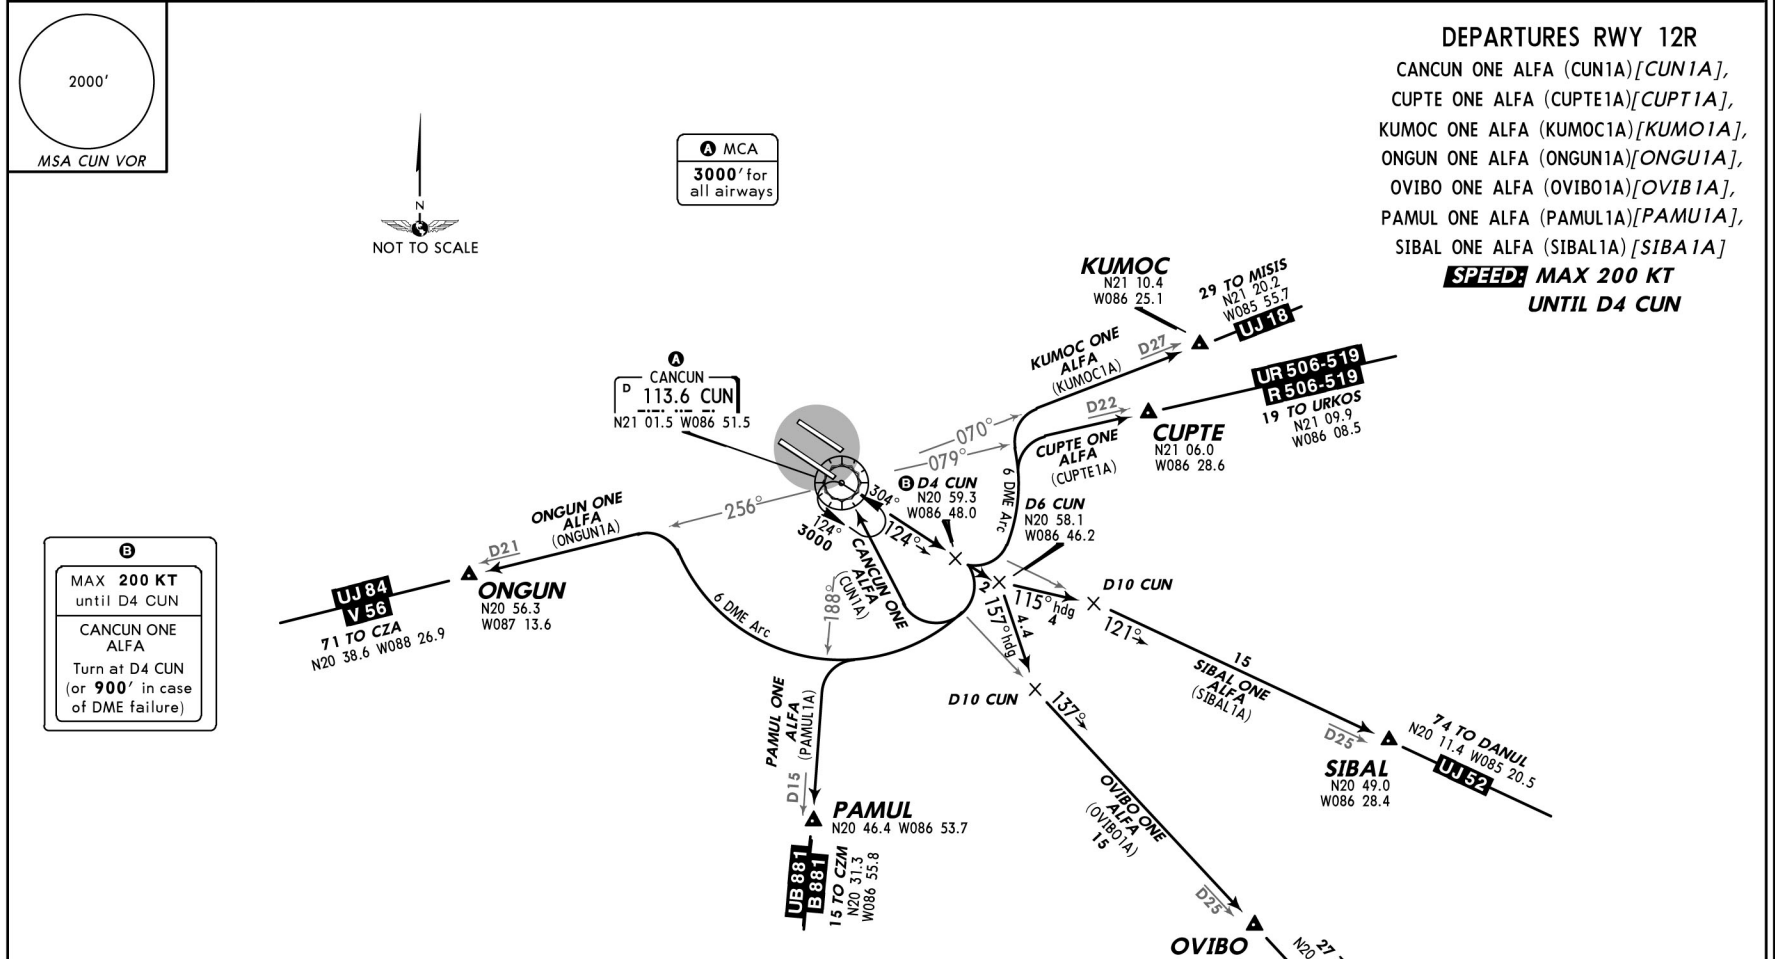 2000'
MSA CUN VOR
N
NOT TO SCALE
A MCA
3000' for
all airways
DEPARTURES RWY 12R
CANCUN ONE ALFA (CUN1A)[CUN1A],
CUPTE ONE ALFA (CUPTE1A)[CUPT1A],
KUMOC ONE ALFA (KUMOC1A)[KUMO1A],
ONGUN ONE ALFA (ONGUN1A)[ONGU1A],
OVIBO ONE ALFA (OVIBO1A)[OVIB1A],
PAMUL ONE ALFA (PAMUL1A)[PAMU1A],
SIBAL ONE ALFA (SIBAL1A)[SIBA1A]
SPEED: MAX 200 KT
UNTIL D4 CUN
KUMOC
N21 10.4
W086 25.1
29 TO MISIS
N21 20.2
W085 55.7
UJ 18
KUMOC ONE
ALFA
(KUMOC1A)
D27
UR 506-519
R 506-519
19 TO URKOS
N21 09.9
W086 08.5
D22
CUPTE
N21 06.0
W086 28.6
CUPTE ONE
ALFA
(CUPTE1A)
070°
079°
6 DME Arc
A
CANCUN
D 113.6 CUN
N21 01.5 W086 51.5
B D4 CUN
N20 59.3
W086 48.0
D6 CUN
N20 58.1
W086 46.2
304°
124°
124°
3000
CANCUN ONE
ALFA
(CUN1A)
256°
ONGUN ONE
ALFA
(ONGUN1A)
D21
ONGUN
N20 56.3
W087 13.6
UJ 84
V 56
71 TO CZA
N20 38.6 W088 26.9
6 DME Arc
188°
2
115° hdg
4
157° hdg
4.4
D10 CUN
121°
15
SIBAL ONE
ALFA
(SIBAL1A)
D25
SIBAL
N20 49.0
W086 28.4
74 TO DANUL
N20 11.4 W085 20.5
UJ 52
D10 CUN
137°
OVIBO ONE
ALFA
(OVIBO1A)
15
D25
OVIBO
27
N20
PAMUL ONE
ALFA
(PAMUL1A)
D15
PAMUL
N20 46.4 W086 53.7
UB 881
B 881
15 TO CZM
N20 31.3
W086 55.8
B
MAX 200 KT
until D4 CUN
CANCUN ONE
ALFA
Turn at D4 CUN
(or 900' in case
of DME failure)